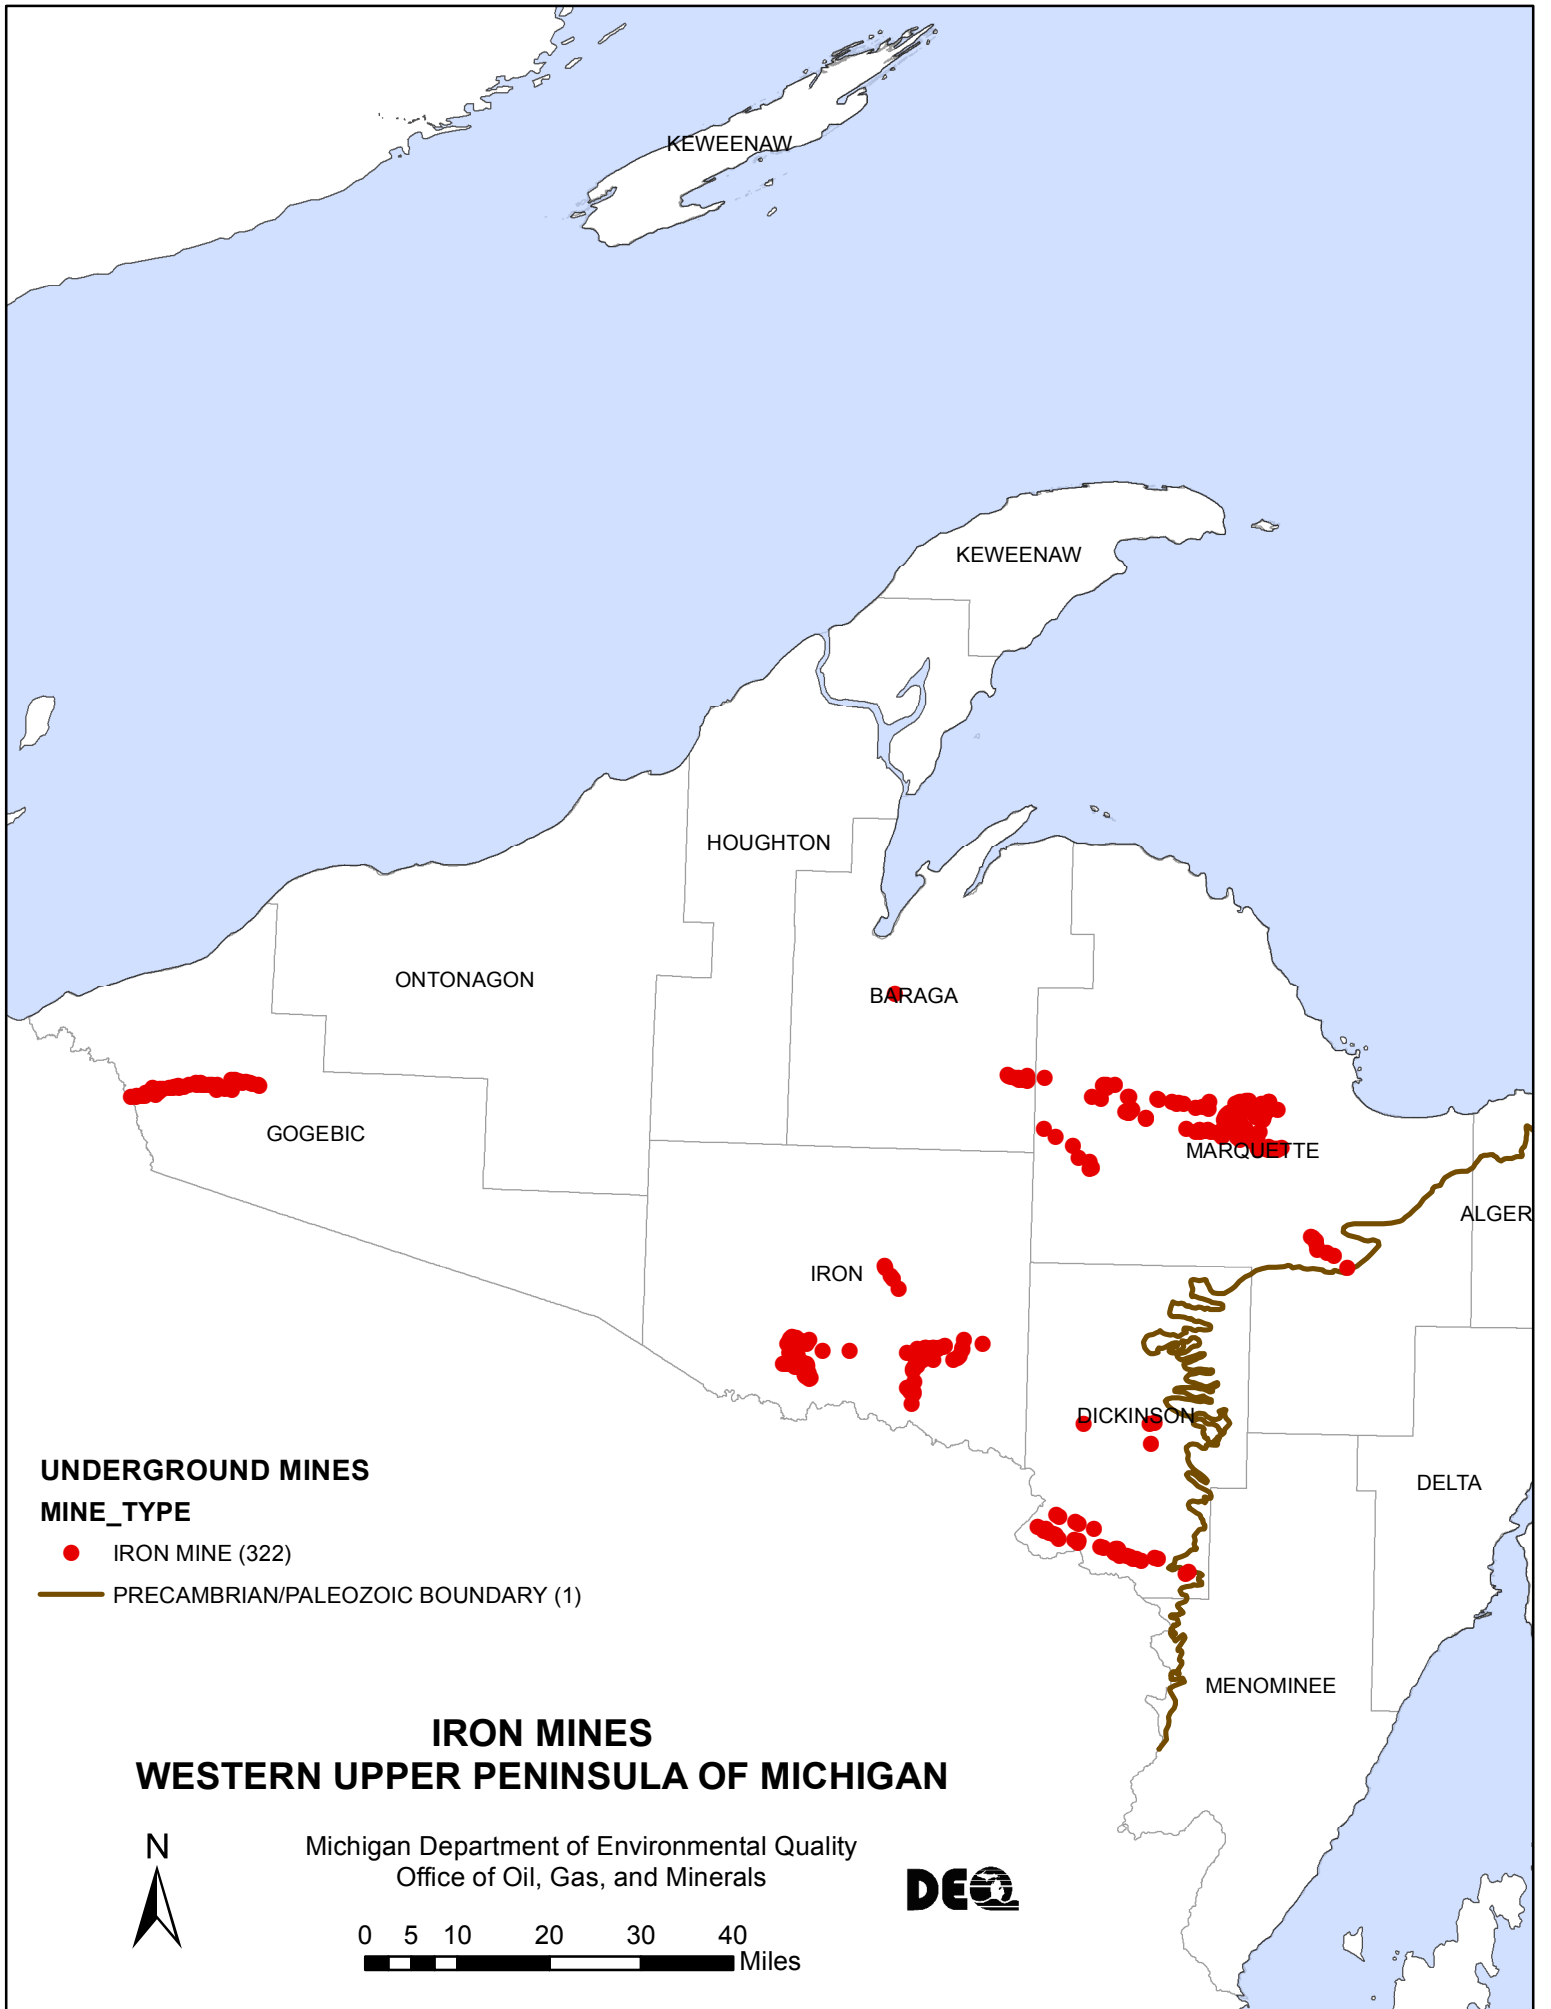 KEWEENAW
KEWEENAW
HOUGHTON
ONTONAGON
BARAGA
GOGEBIC
MARQUETTE
ALGER
IRON
DICKINSON
DELTA
MENOMINEE
UNDERGROUND MINES
MINE_TYPE
IRON MINE (322)
PRECAMBRIAN/PALEOZOIC BOUNDARY (1)
IRON MINES
WESTERN UPPER PENINSULA OF MICHIGAN
N
Michigan Department of Environmental Quality
Office of Oil, Gas, and Minerals
DEQ
0 5 10 20 30 40
Miles